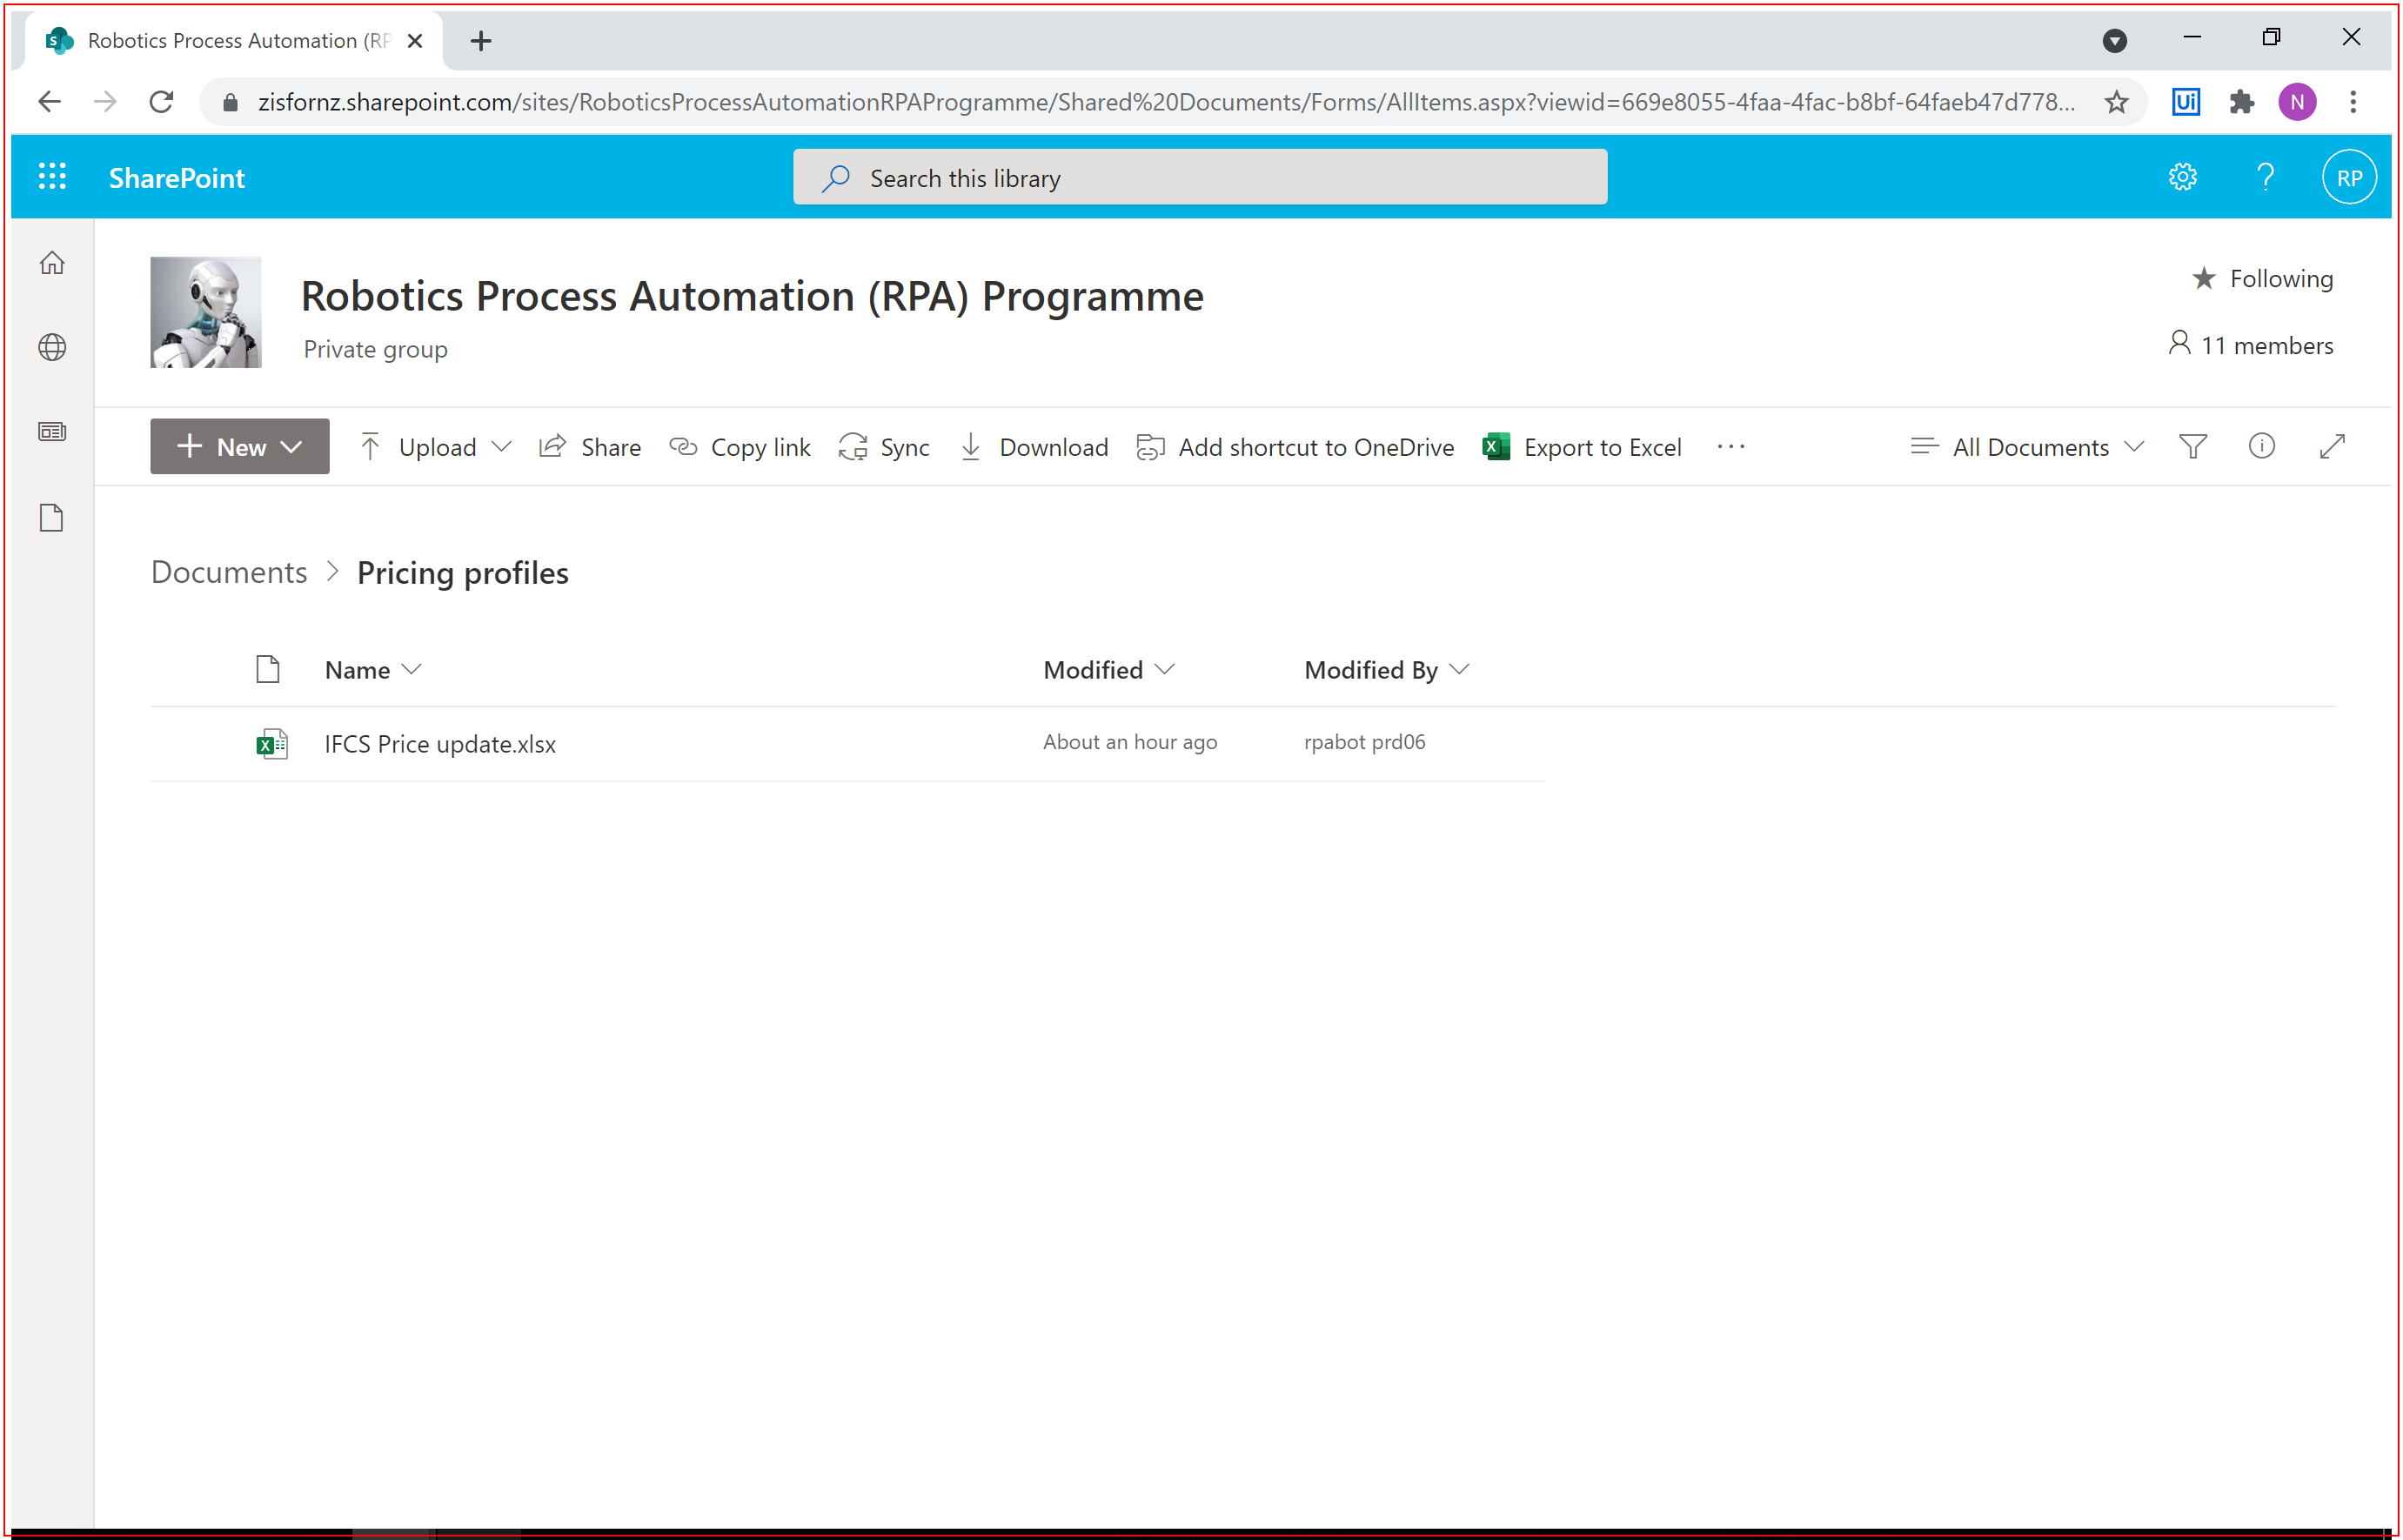 Robotics Process Automation (RP
zisfornz.sharepoint.com/sites/RoboticsProcessAutomationRPAProgramme/Shared%20Documents/Forms/AllItems.aspx?viewid=669e8055-4faa-4fac-b8bf-64faeb47d778...
Ui
N
SharePoint
Search this library
RP
Robotics Process Automation (RPA) Programme
Private group
Following
11 members
New
Upload
Share
Copy link
Sync
Download
Add shortcut to OneDrive
Export to Excel
All Documents
Documents > Pricing profiles
Name
Modified
Modified By
IFCS Price update.xlsx
About an hour ago
rpabot prd06